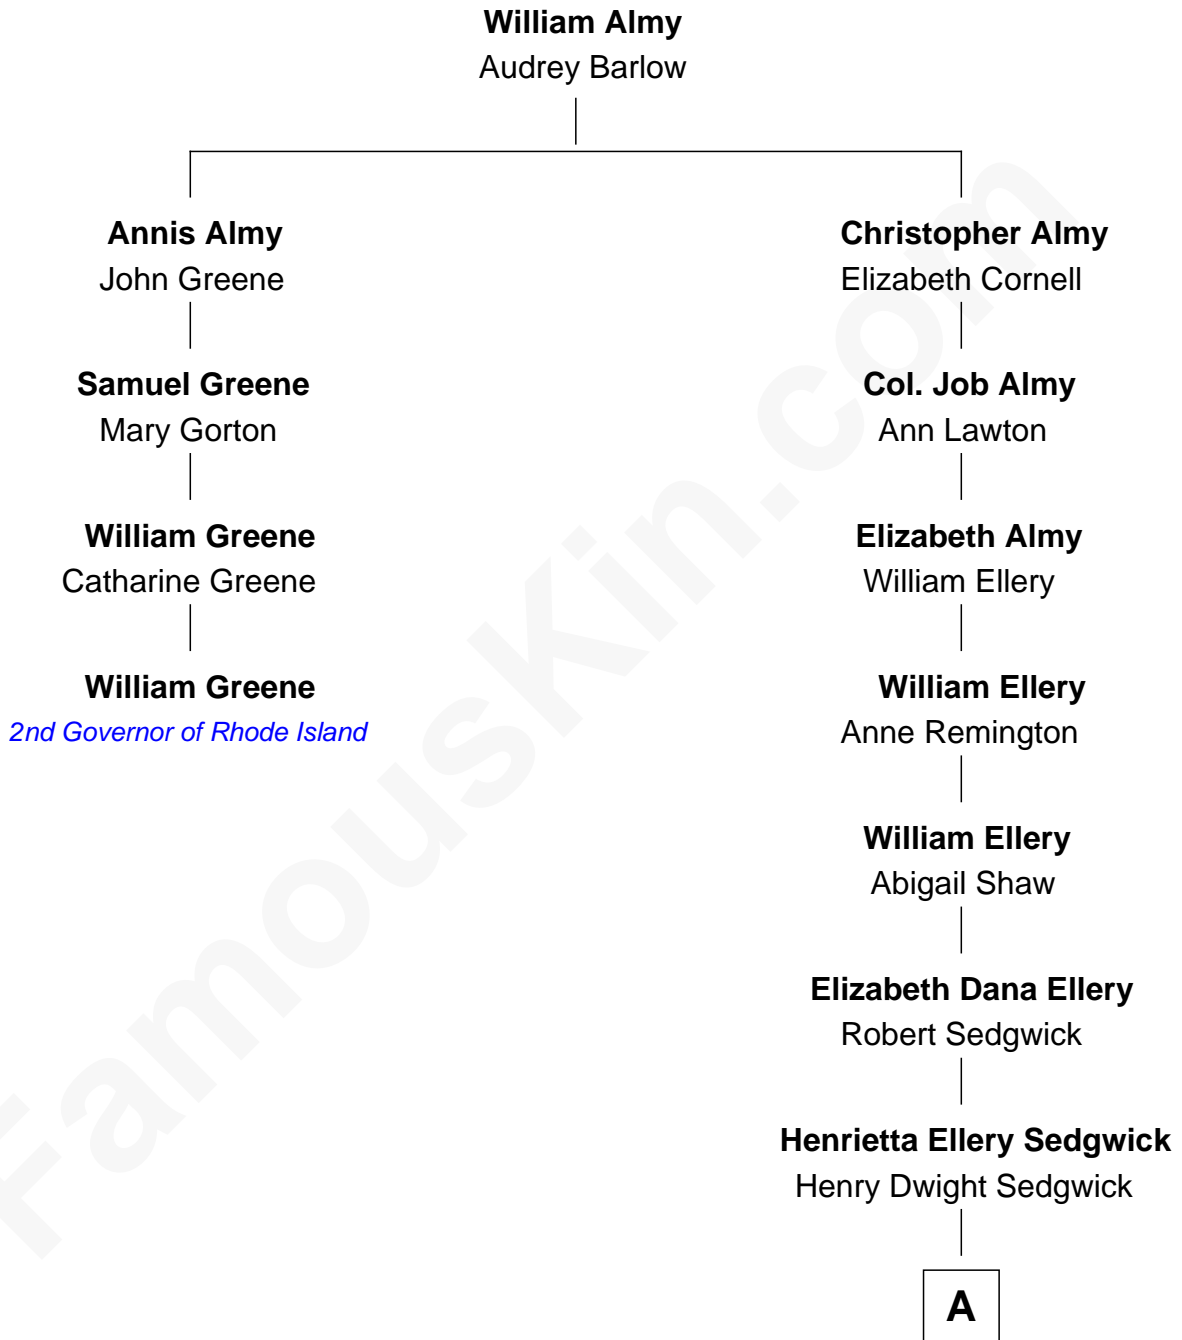 William Almy
Audrey Barlow
Annis Almy
John Greene
Samuel Greene
Mary Gorton
William Greene
Catharine Greene
William Greene
2nd Governor of Rhode Island
Christopher Almy
Elizabeth Cornell
Col. Job Almy
Ann Lawton
Elizabeth Almy
William Ellery
William Ellery
Anne Remington
William Ellery
Abigail Shaw
Elizabeth Dana Ellery
Robert Sedgwick
Henrietta Ellery Sedgwick
Henry Dwight Sedgwick
A
FamousKin.com